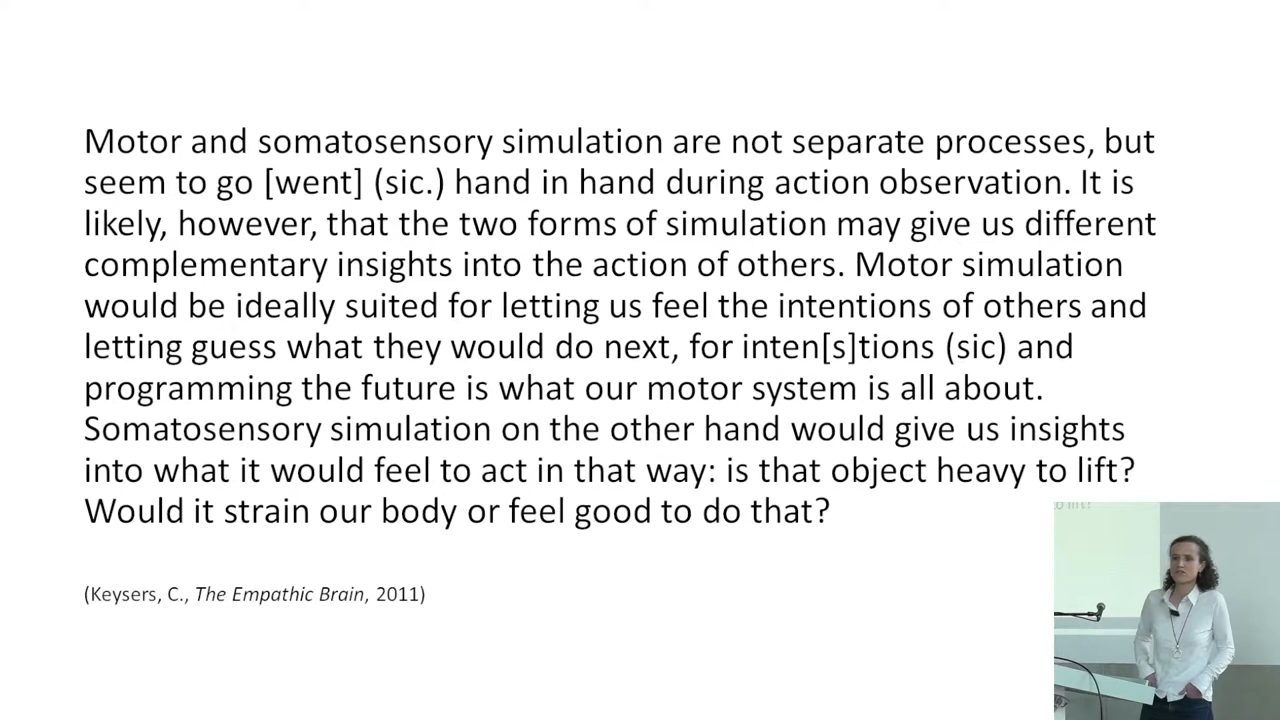 Motor and somatosensory simulation are not separate processes, but
seem to go [went] (sic.) hand in hand during action observation. It is
likely, however, that the two forms of simulation may give us different
complementary insights into the action of others. Motor simulation
would be ideally suited for letting us feel the intentions of others and
letting guess what they would do next, for inten[s]tions (sic) and
programming the future is what our motor system is all about.
Somatosensory simulation on the other hand would give us insights
into what it would feel to act in that way: is that object heavy to lift?
Would it strain our body or feel good to do that?
(Keysers, C., The Empathic Brain, 2011)